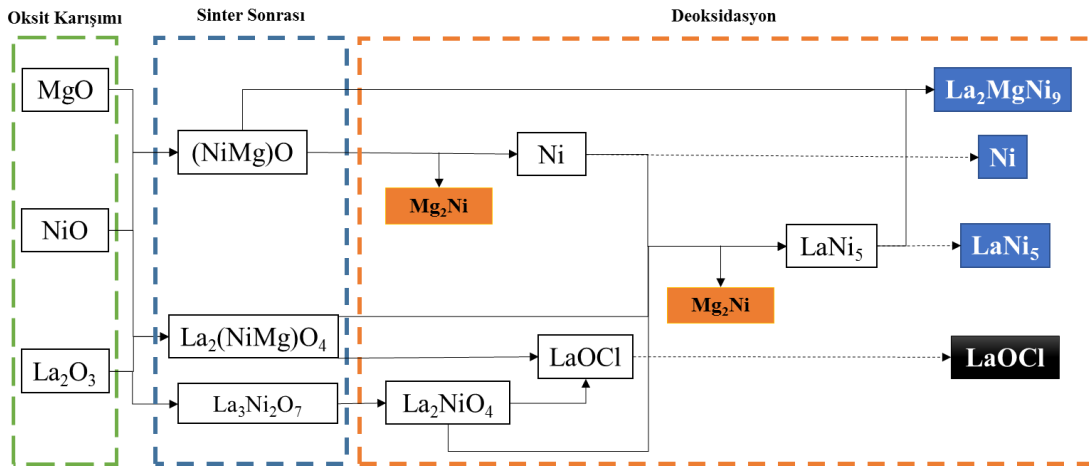 Oksit Karışımı
Sinter Sonrası
Deoksidasyon
MgO
NiO
La₂O₃
(NiMg)O
La₂(NiMg)O₄
La₃Ni₂O₇
Mg₂Ni
Ni
Mg₂Ni
LaNi₅
LaOCl
La₂NiO₄
La₂MgNi₉
Ni
LaNi₅
LaOCl